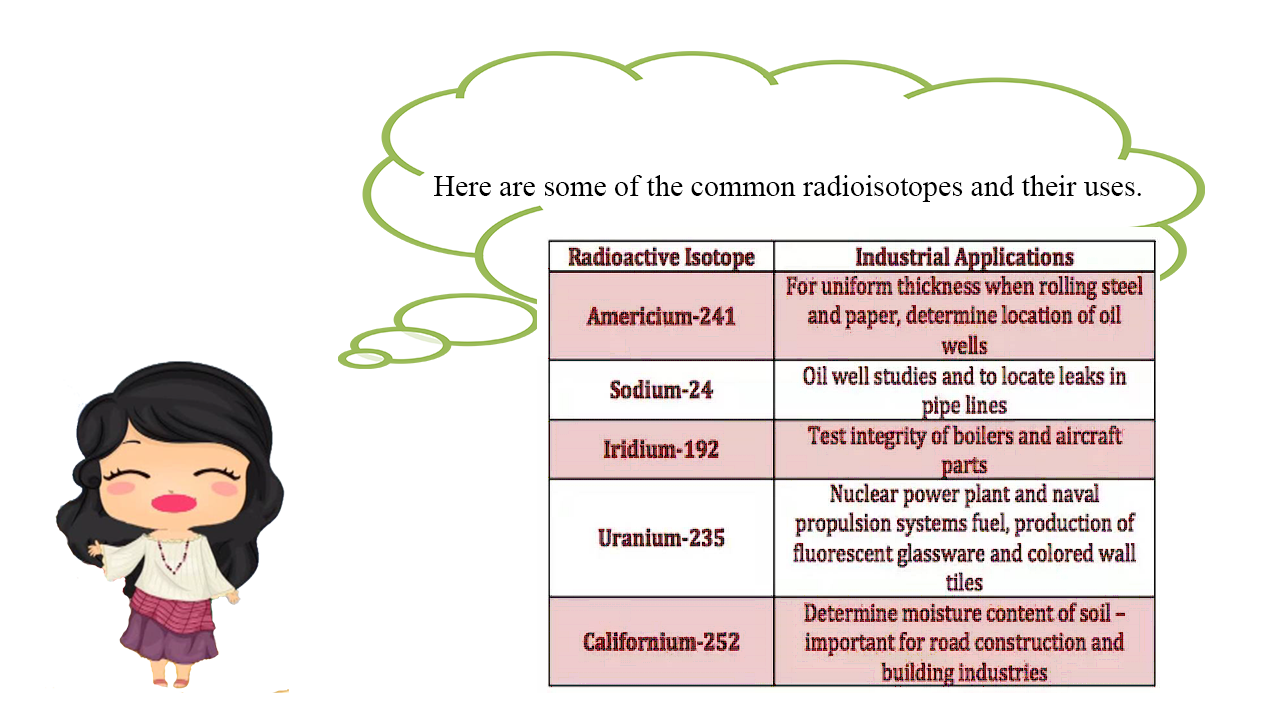 Here are some of the common radioisotopes and their uses.
Radioactive Isotope
Industrial Applications
Americium-241
For uniform thickness when rolling steel
and paper, determine location of oil
wells
Sodium-24
Oil well studies and to locate leaks in
pipe lines
Iridium-192
Test integrity of boilers and aircraft
parts
Uranium-235
Nuclear power plant and naval
propulsion systems fuel, production of
fluorescent glassware and colored wall
tiles
Californium-252
Determine moisture content of soil –
important for road construction and
building industries